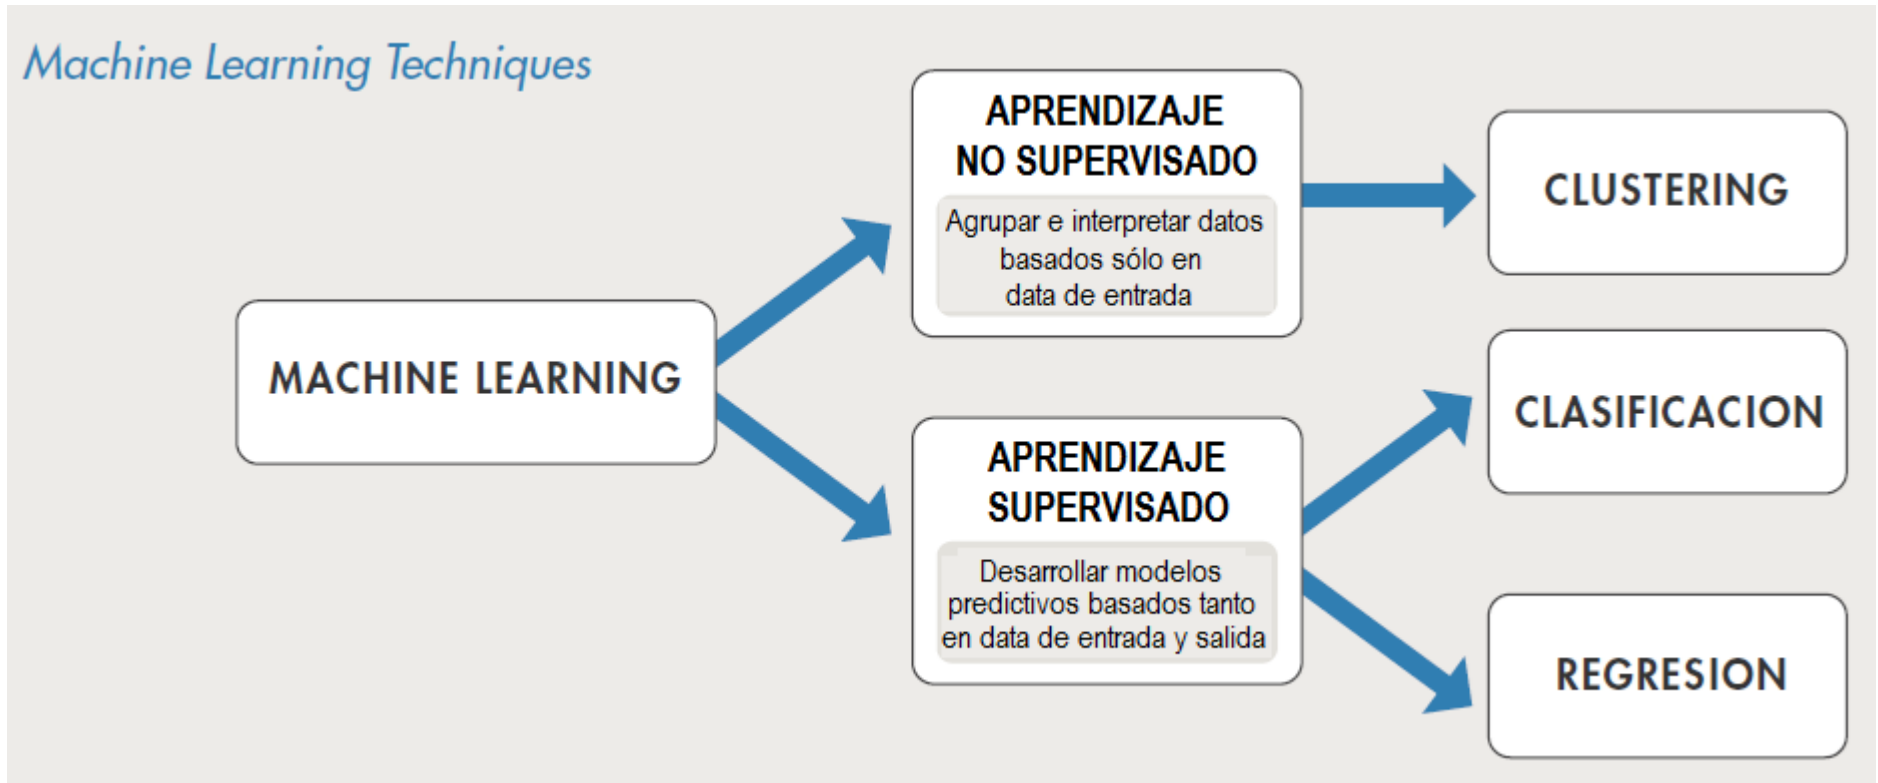 Machine Learning Techniques
MACHINE LEARNING
APRENDIZAJE
NO SUPERVISADO
Agrupar e interpretar datos
basados sólo en
data de entrada
CLUSTERING
APRENDIZAJE
SUPERVISADO
Desarrollar modelos
predictivos basados tanto
en data de entrada y salida
CLASIFICACION
REGRESION